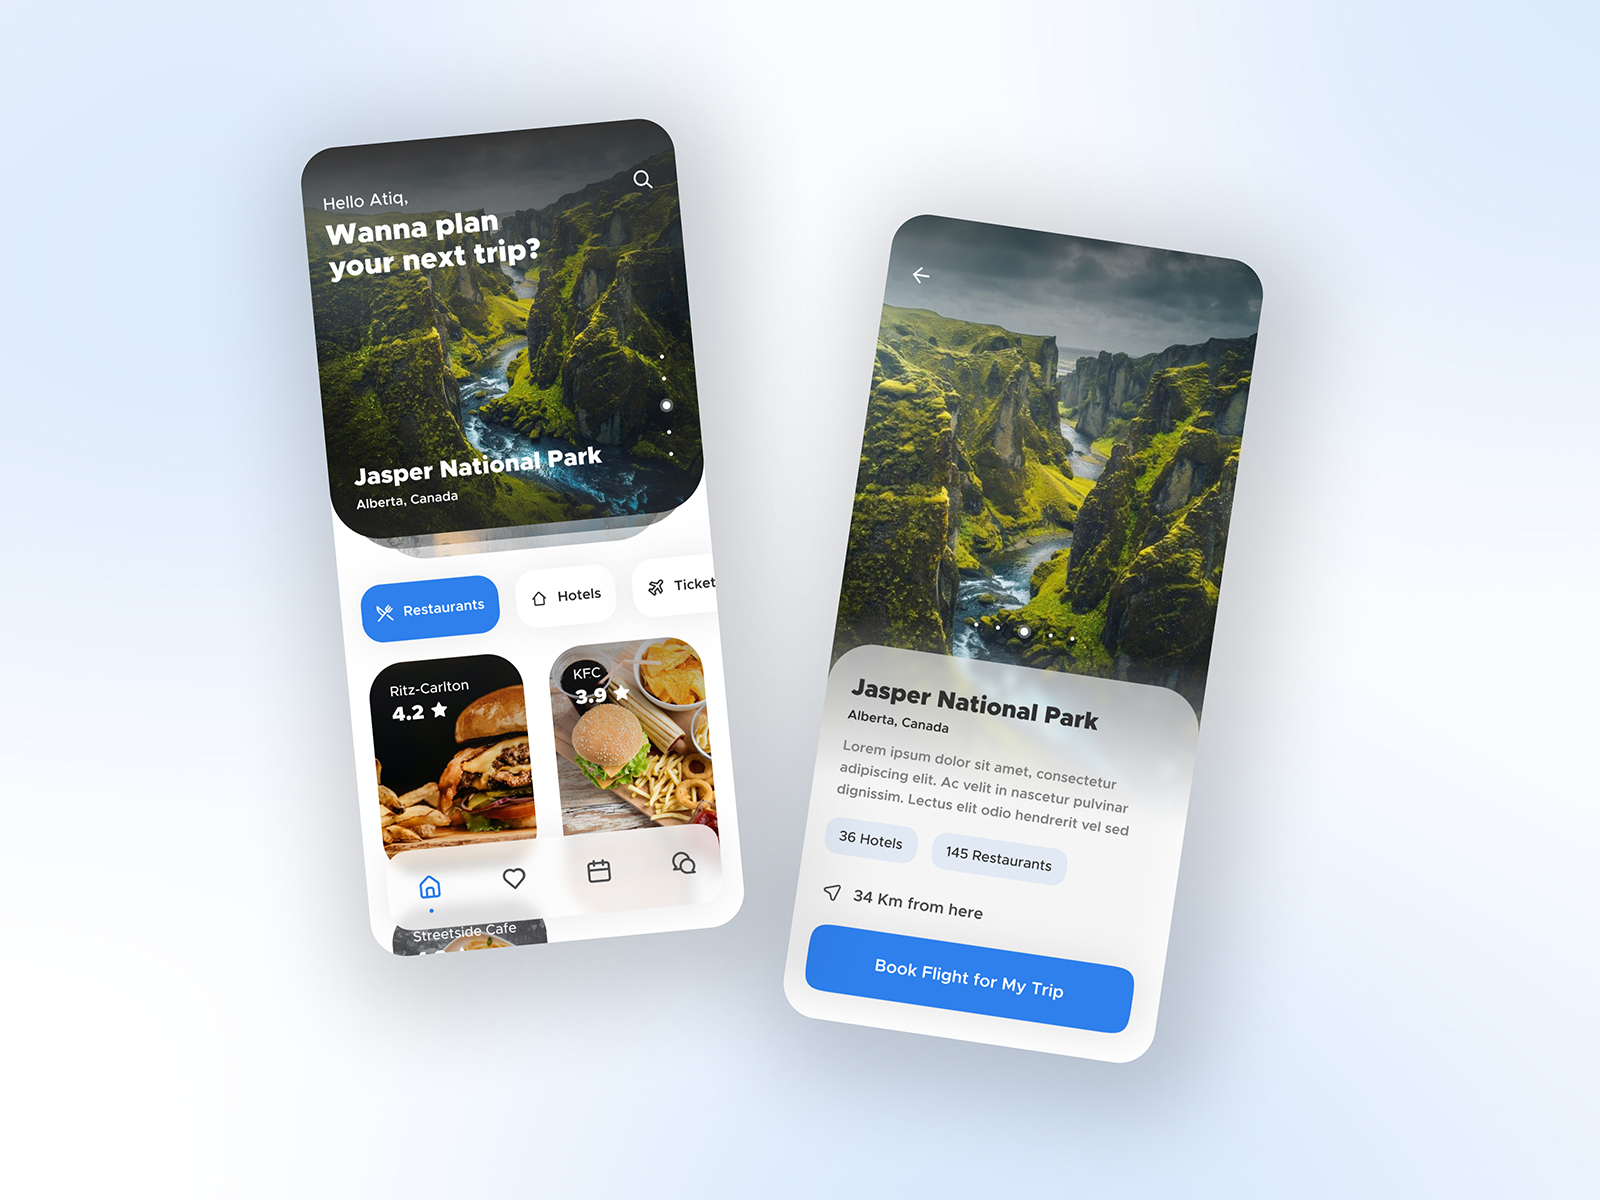 Hello Atiq,
Wanna plan
your next trip?
Jasper National Park
Alberta, Canada
Restaurants
Hotels
Ticket
Ritz-Carlton
4.2
KFC
3.9
Streetside Cafe
Jasper National Park
Alberta, Canada
Lorem ipsum dolor sit amet, consectetur
adipiscing elit. Ac velit in nascetur pulvinar
dignissim. Lectus elit odio hendrerit vel sed
36 Hotels
145 Restaurants
34 Km from here
Book Flight for My Trip